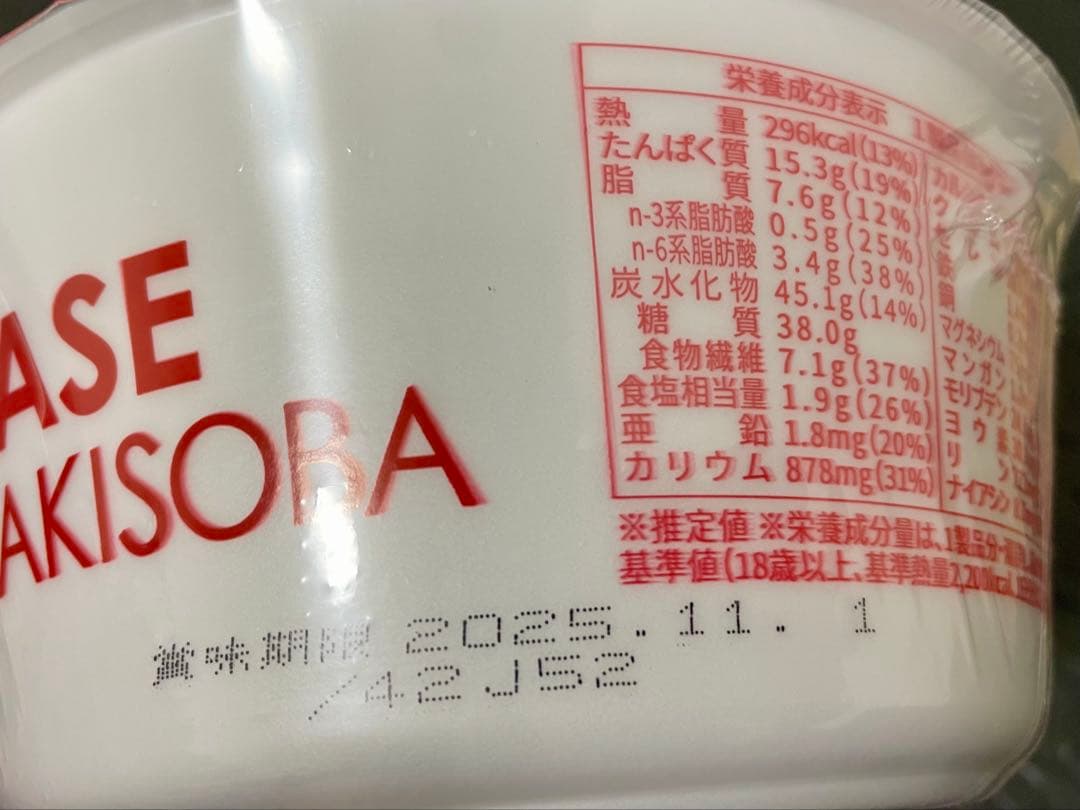 ASE
AKISOBA
栄養成分表示 1製
熱量 296kcal(13%)
たんぱく質 15.3g(19%)
脂質 7.6g(12%)
n-3系脂肪酸 0.5g(25%)
n-6系脂肪酸 3.4g(38%)
炭水化物 45.1g(14%)
糖質 38.0g
食物繊維 7.1g(37%)
食塩相当量 1.9g(26%)
亜鉛 1.8mg(20%)
カリウム 878mg(31%)
鉄
銅
マグネシウム
マンガン
モリブデン
ヨウ素
リン
ナイアシン
※推定値 ※栄養成分量は、1製品分
基準値(18歳以上、基準熱量2,200kcal
賞味期限 2025.11. 1
/42J52